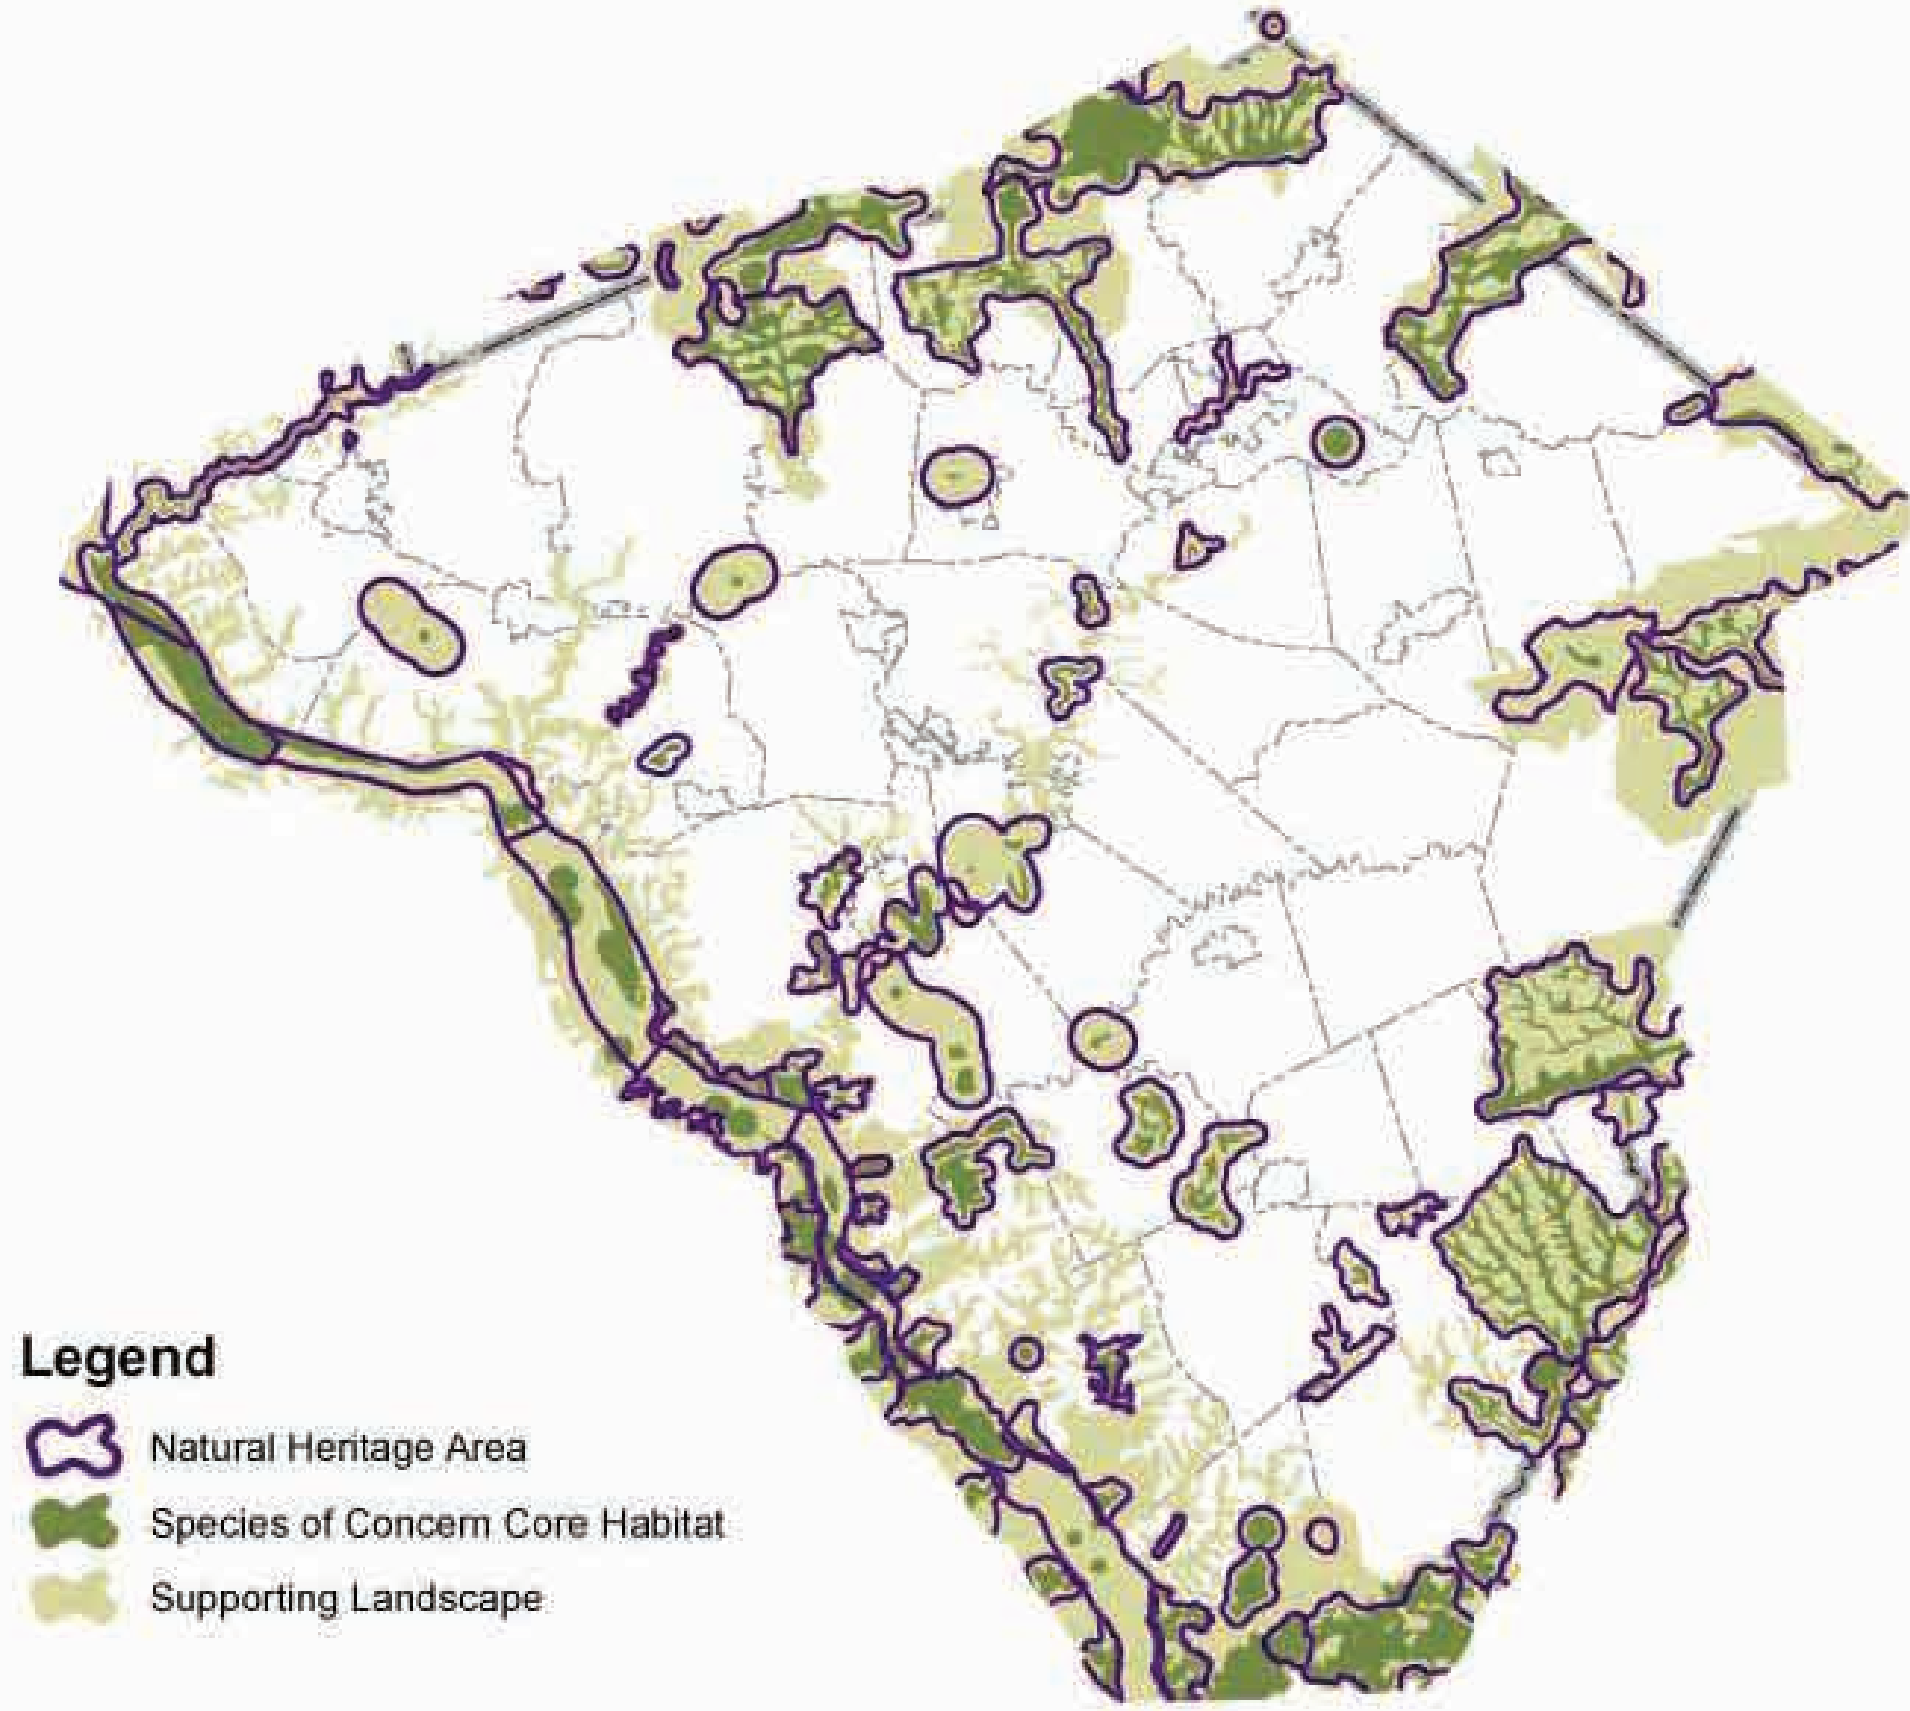 Legend
Natural Heritage Area
Species of Concern Core Habitat
Supporting Landscape